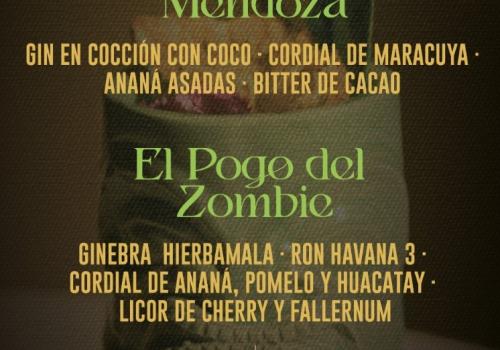 Mendoza
GIN EN COCCIÓN CON COCO · CORDIAL DE MARACUYA ·
ANANÁ ASADAS · BITTER DE CACAO
El Pogo del
Zombie
GINEBRA HIERBAMALA · RON HAVANA 3 ·
CORDIAL DE ANANÁ, POMELO Y HUACATAY ·
LICOR DE CHERRY Y FALLERNUM